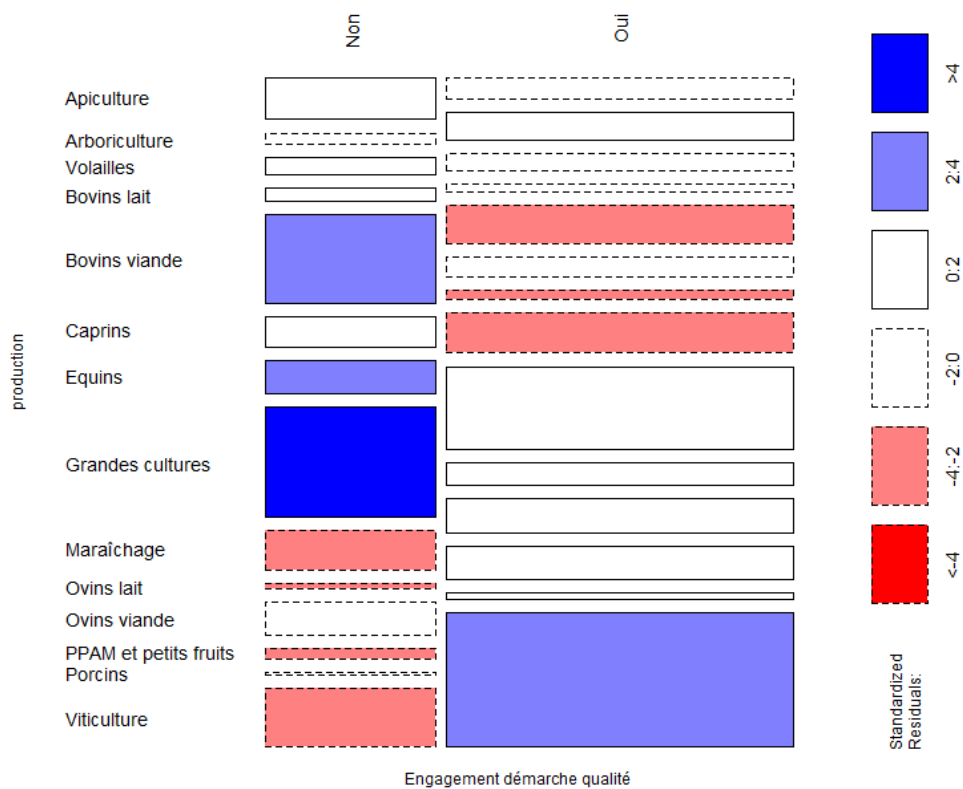 Non
Oui
Apiculture
Arboriculture
Volailles
Bovins lait
Bovins viande
Caprins
Equins
Grandes cultures
Maraîchage
Ovins lait
Ovins viande
PPAM et petits fruits
Porcins
Viticulture
production
Engagement démarche qualité
>4
2:4
0:2
-2:0
-4:-2
<-4
Standardized
Residuals: